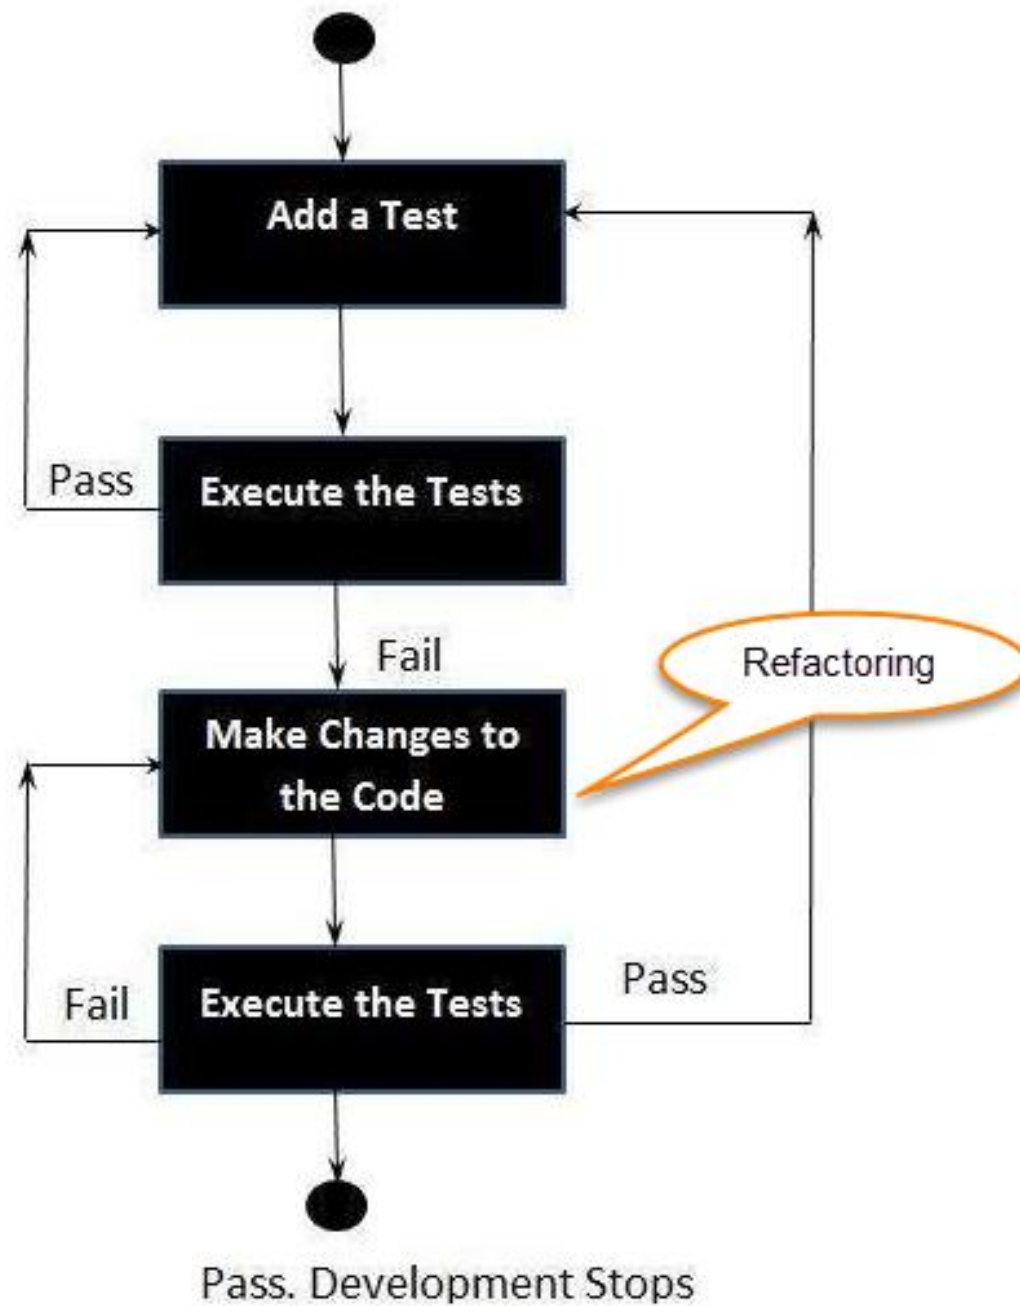 Add a Test
Pass
Execute the Tests
Fail
Refactoring
Make Changes to
the Code
Pass
Fail
Execute the Tests
Pass. Development Stops